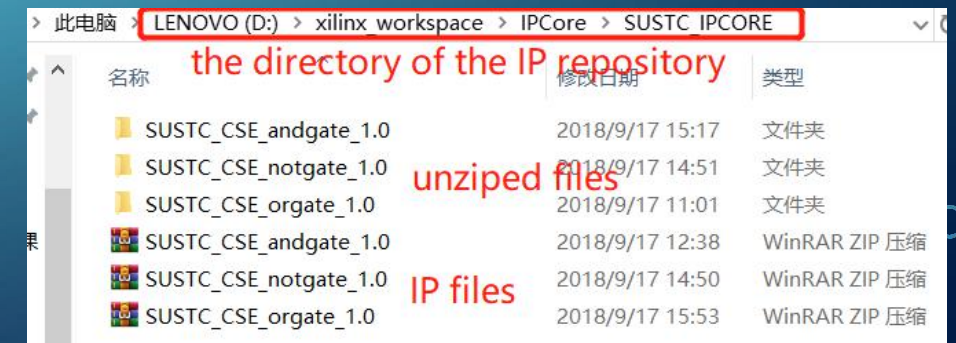 > 此电脑 > LENOVO (D:) > xilinx_workspace > IPCore > SUSTC_IPCORE
the directory of the IP repository
名称 修改日期 类型
SUSTC_CSE_andgate_1.0 2018/9/17 15:17 文件夹
SUSTC_CSE_notgate_1.0 2018/9/17 14:51 文件夹
unziped files
SUSTC_CSE_orgate_1.0 2018/9/17 11:01 文件夹
果 SUSTC_CSE_andgate_1.0 2018/9/17 12:38 WinRAR ZIP 压缩
SUSTC_CSE_notgate_1.0 2018/9/17 14:50 WinRAR ZIP 压缩
IP files
SUSTC_CSE_orgate_1.0 2018/9/17 15:53 WinRAR ZIP 压缩